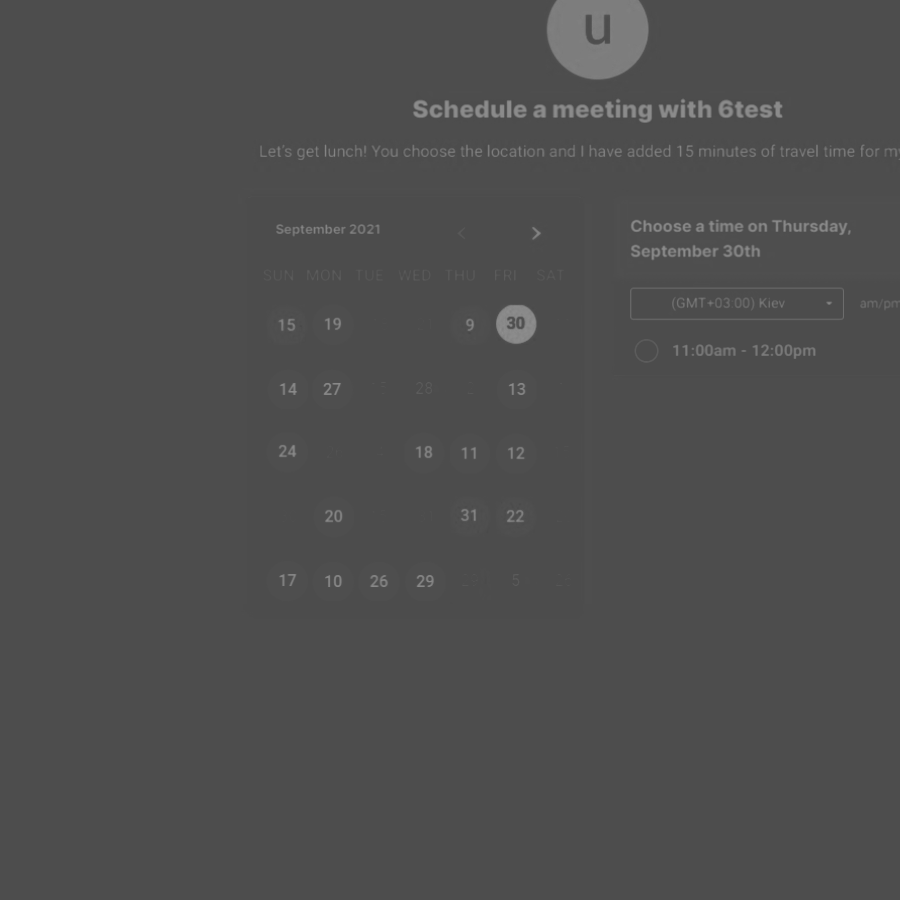 u
Schedule a meeting with 6test
Let's get lunch! You choose the location and I have added 15 minutes of travel time for my
September 2021
SUN MON TUE WED THU FRI SAT
15 19 9 30
14 27 28 13
24 18 11 12
20 31 22
17 10 26 29 5
Choose a time on Thursday,
September 30th
(GMT+03:00) Kiev am/pm
11:00am - 12:00pm